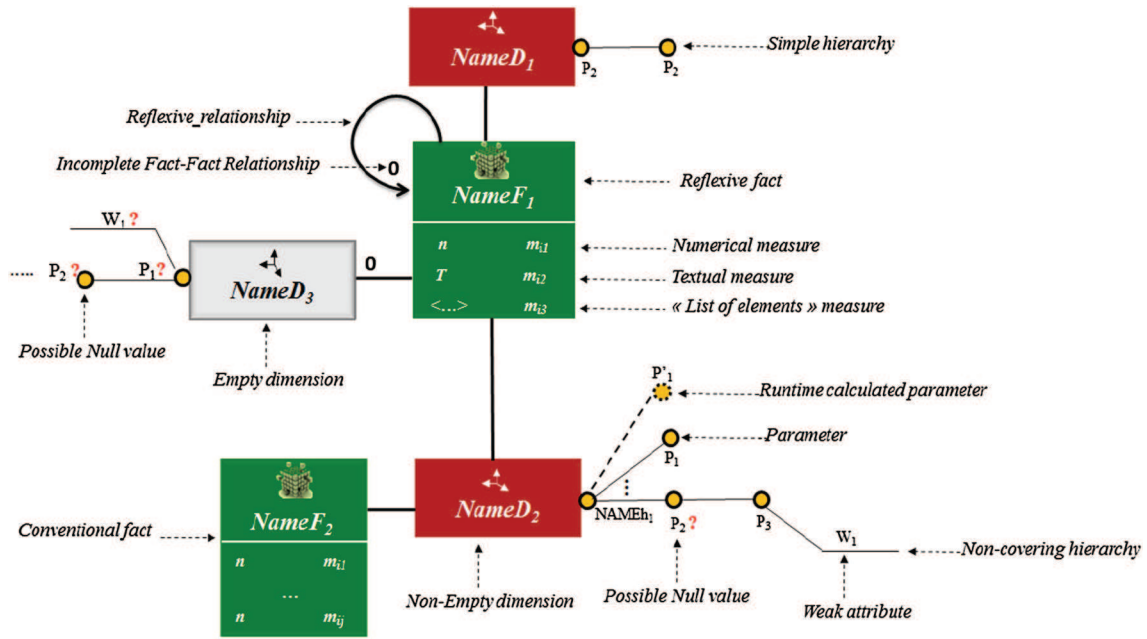 NameD1
P2
P2
Simple hierarchy
Reflexive_relationship
Incomplete Fact-Fact Relationship
0
NameF1
Reflexive fact
n mi1
Numerical measure
T mi2
Textual measure
<...> mi3
« List of elements » measure
W1 ?
..... P2 ?
P1 ?
NameD3
0
Possible Null value
Empty dimension
P'1
Runtime calculated parameter
Parameter
P1
NameF2
NameD2
NAMEh1
P2 ?
P3
W1
Conventional fact
Non-covering hierarchy
n mi1
...
n mij
Non-Empty dimension
Possible Null value
Weak attribute